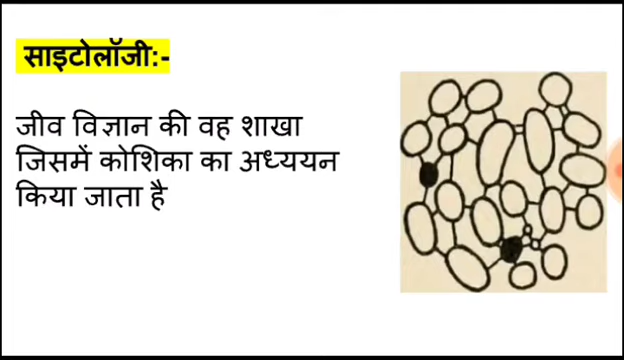 साइटोलॉजी:-
जीव विज्ञान की वह शाखा
जिसमें कोशिका का अध्ययन
किया जाता है